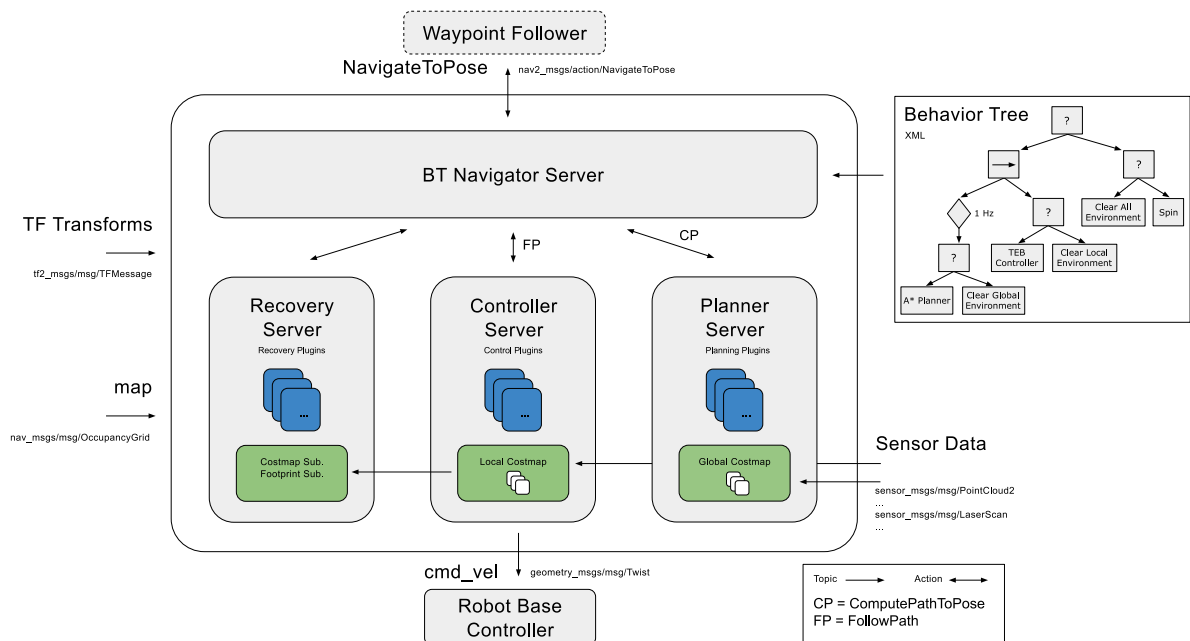 Waypoint Follower
NavigateToPose
nav2_msgs/action/NavigateToPose
BT Navigator Server
Behavior Tree
XML
?
?
Clear All
Environment
Spin
1 Hz
?
TEB
Controller
Clear Local
Environment
?
A* Planner
Clear Global
Environment
TF Transforms
tf2_msgs/msg/TFMessage
FP
CP
Recovery
Server
Recovery Plugins
...
Costmap Sub.
Footprint Sub.
Controller
Server
Control Plugins
...
Local Costmap
Planner
Server
Planning Plugins
...
Global Costmap
map
nav_msgs/msg/OccupancyGrid
Sensor Data
sensor_msgs/msg/PointCloud2
...
sensor_msgs/msg/LaserScan
...
cmd_vel
geometry_msgs/msg/Twist
Robot Base
Controller
Topic
Action
CP = ComputePathToPose
FP = FollowPath